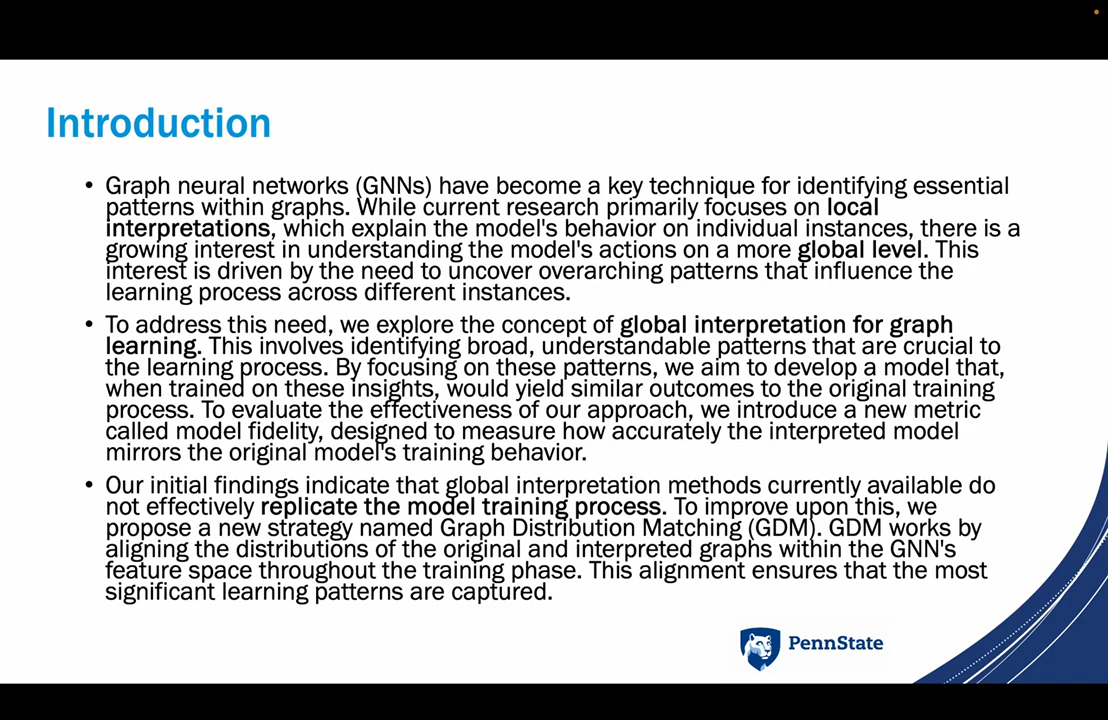 Introduction
• Graph neural networks (GNNs) have become a key technique for identifying essential
patterns within graphs. While current research primarily focuses on local
interpretations, which explain the model's behavior on individual instances, there is a
growing interest in understanding the model's actions on a more global level. This
interest is driven by the need to uncover overarching patterns that influence the
learning process across different instances.
• To address this need, we explore the concept of global interpretation for graph
learning. This involves identifying broad, understandable patterns that are crucial to
the learning process. By focusing on these patterns, we aim to develop a model that,
when trained on these insights, would yield similar outcomes to the original training
process. To evaluate the effectiveness of our approach, we introduce a new metric
called model fidelity, designed to measure how accurately the interpreted model
mirrors the original model's training behavior.
• Our initial findings indicate that global interpretation methods currently available do
not effectively replicate the model training process. To improve upon this, we
propose a new strategy named Graph Distribution Matching (GDM). GDM works by
aligning the distributions of the original and interpreted graphs within the GNN's
feature space throughout the training phase. This alignment ensures that the most
significant learning patterns are captured.
PennState